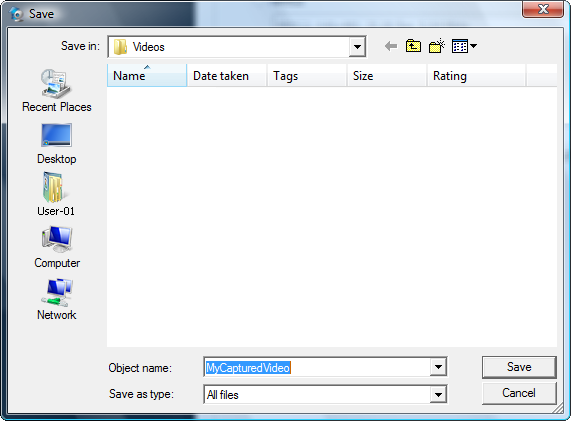 Save
Save in: Videos
Name Date taken Tags Size Rating
Recent Places
Desktop
User-01
Computer
Network
Object name: MyCapturedVideo Save
Save as type: All files Cancel